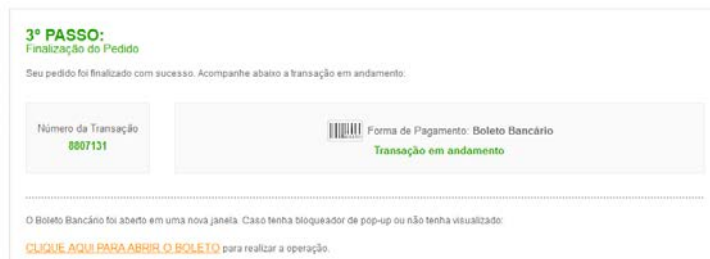 3º PASSO:
Finalização do Pedido
Seu pedido foi finalizado com sucesso. Acompanhe abaixo a transação em andamento:
Número da Transação
8807131
Forma de Pagamento: Boleto Bancário
Transação em andamento
O Boleto Bancário foi aberto em uma nova janela. Caso tenha bloqueador de pop-up ou não tenha visualizado:
CLIQUE AQUI PARA ABRIR O BOLETO para realizar a operação.